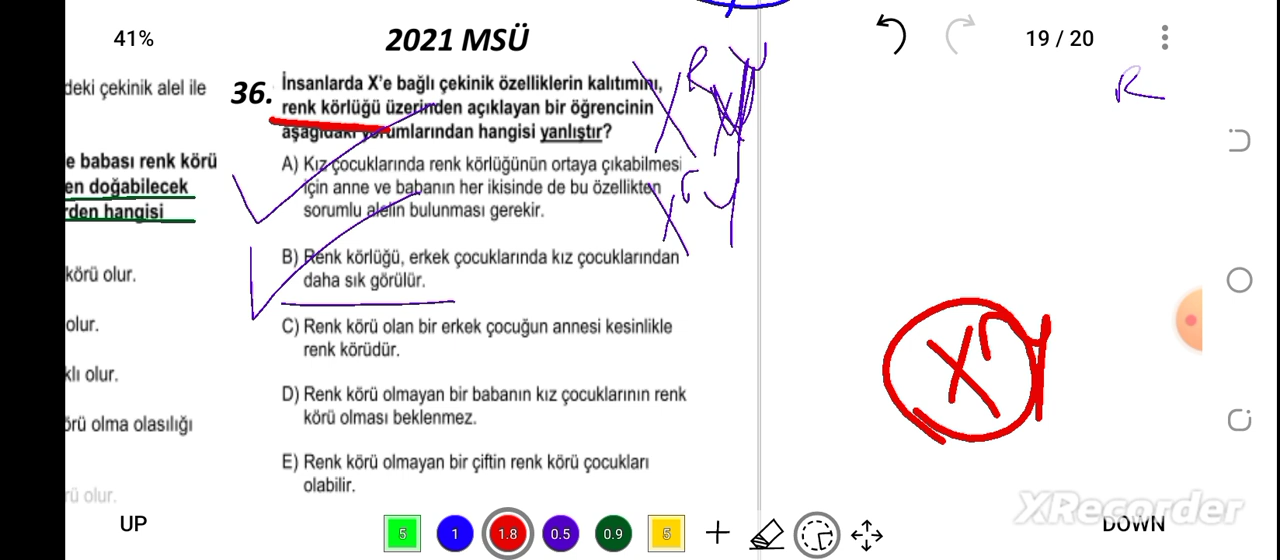 41%
2021 MSÜ
19 / 20
deki çekinik alel ile
e babası renk körü
en doğabilecek
rden hangisi
körü olur.
olur.
klı olur.
örü olma olasılığı
rü olur.
UP
36.
İnsanlarda X'e bağlı çekinik özelliklerin kalıtımını,
renk körlüğü üzerinden açıklayan bir öğrencinin
aşağıdaki yorumlarından hangisi yanlıştır?
A) Kız çocuklarında renk körlüğünün ortaya çıkabilmesi
için anne ve babanın her ikisinde de bu özellikten
sorumlu alelin bulunması gerekir.
B) Renk körlüğü, erkek çocuklarında kız çocuklarından
daha sık görülür.
C) Renk körü olan bir erkek çocuğun annesi kesinlikle
renk körüdür.
D) Renk körü olmayan bir babanın kız çocuklarının renk
körü olması beklenmez.
E) Renk körü olmayan bir çiftin renk körü çocukları
olabilir.
X^r y
R
X^r y
5
1
1.8
0.5
0.9
5
XRecorder
DOWN